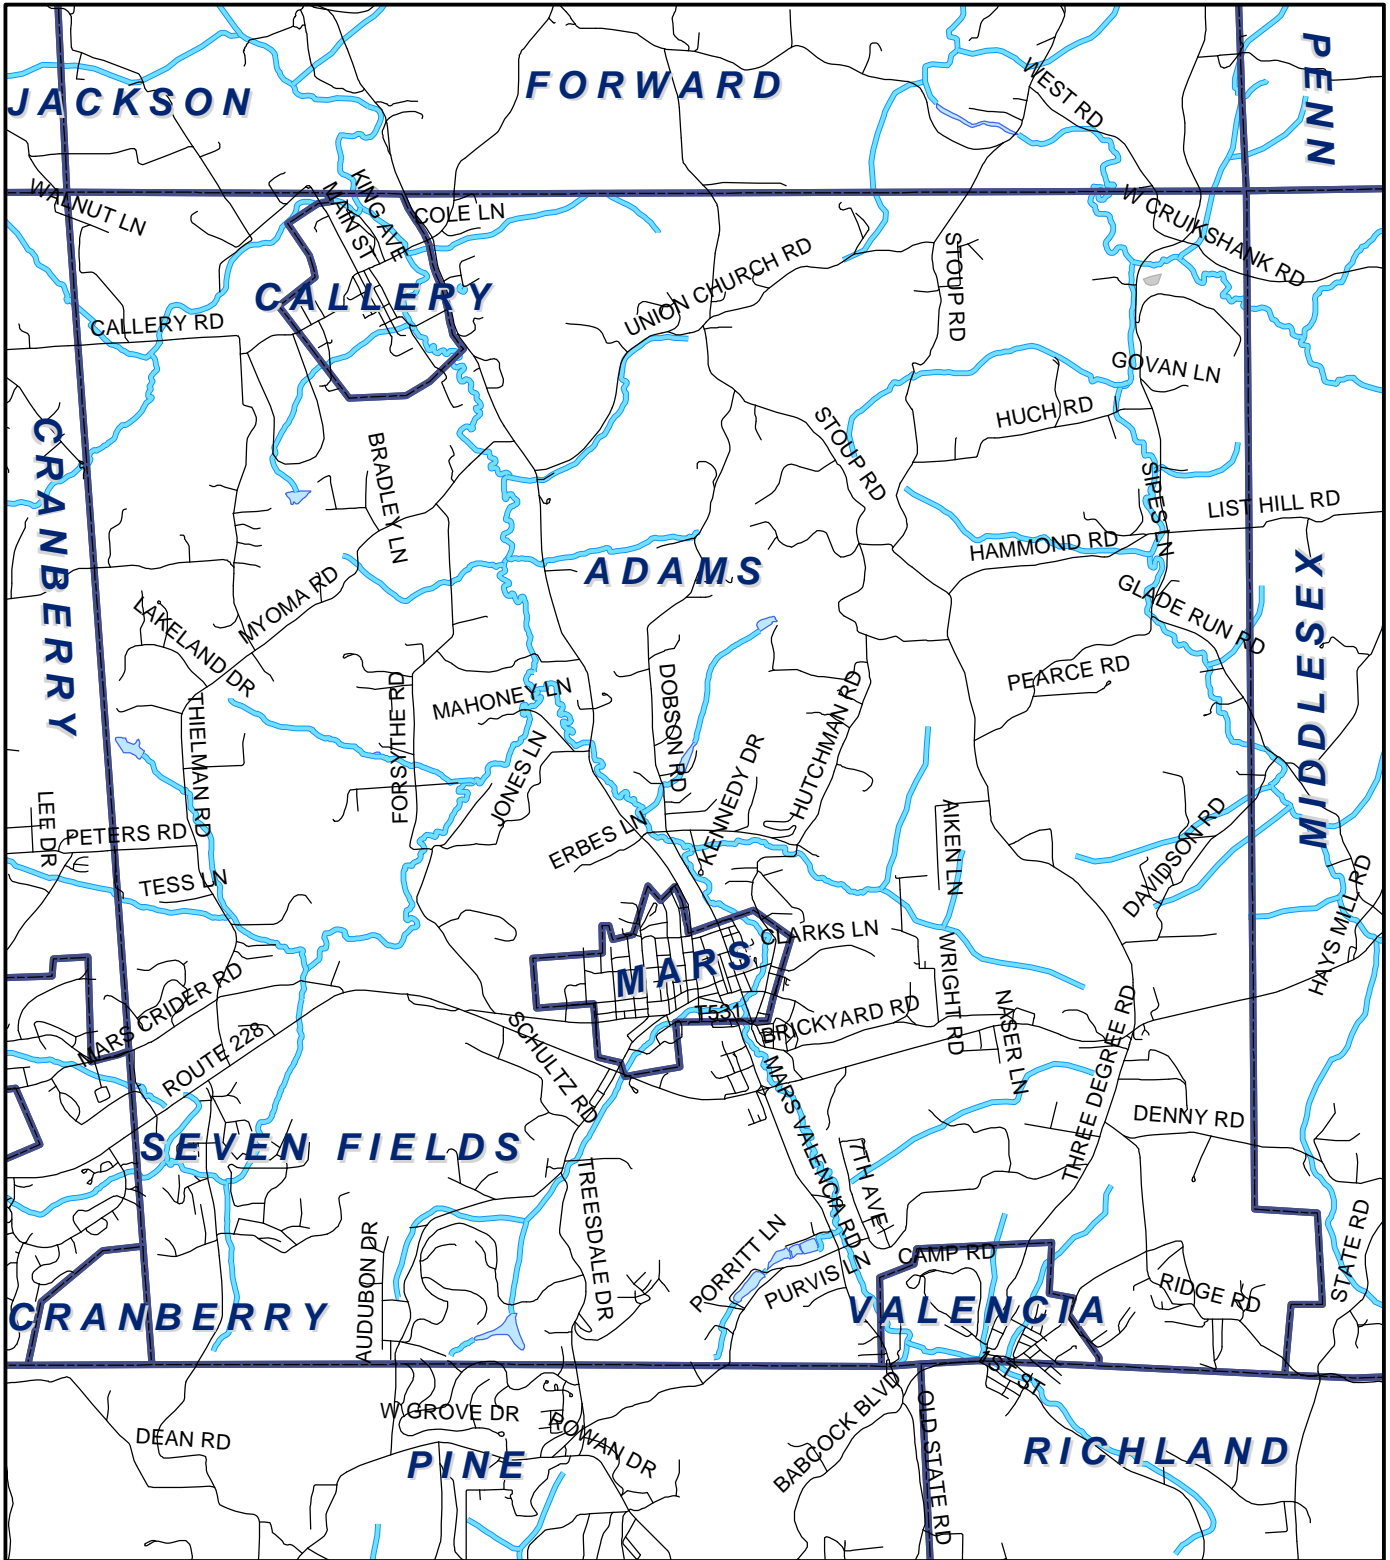 FORWARD
PENN
JACKSON
WEST RD
WALNUT LN
KING AVE
MAIN ST
COLE LN
W CRUIKSHANK RD
STOUP RD
UNION CHURCH RD
CALLERY
CALLERY RD
GOVAN LN
HUCH RD
CRANBERRY
BRADLEY LN
STOUP RD
SIPES LN
LIST HILL RD
HAMMOND RD
ADAMS
MYOMA RD
LAKELAND DR
GLADE RUN RD
MIDDLESEX
PEARCE RD
THIELMAN RD
FORSYTHE RD
MAHONEY LN
DOBSON RD
HUTCHMAN RD
JONES LN
KENNEDY DR
LEE DR
PETERS RD
ERBES LN
AIKEN LN
DAVIDSON RD
TESS LN
HAYS MILL RD
CLARKS LN
MARS
WRIGHT RD
MARS CRIDER RD
T531
BRICKYARD RD
NASER LN
THREE DEGREE RD
ROUTE 228
SCHULTZ RD
MARS VALENCIA RD
DENNY RD
SEVEN FIELDS
7TH AVE
TREESDALE DR
AUDUBON DR
PORRITT LN
PURVIS LN
N
CAMP RD
STATE RD
RIDGE RD
CRANBERRY
VALENCIA
1ST ST
BABCOCK BLVD
OLD STATE RD
W GROVE DR
ROWAN DR
DEAN RD
PINE
RICHLAND